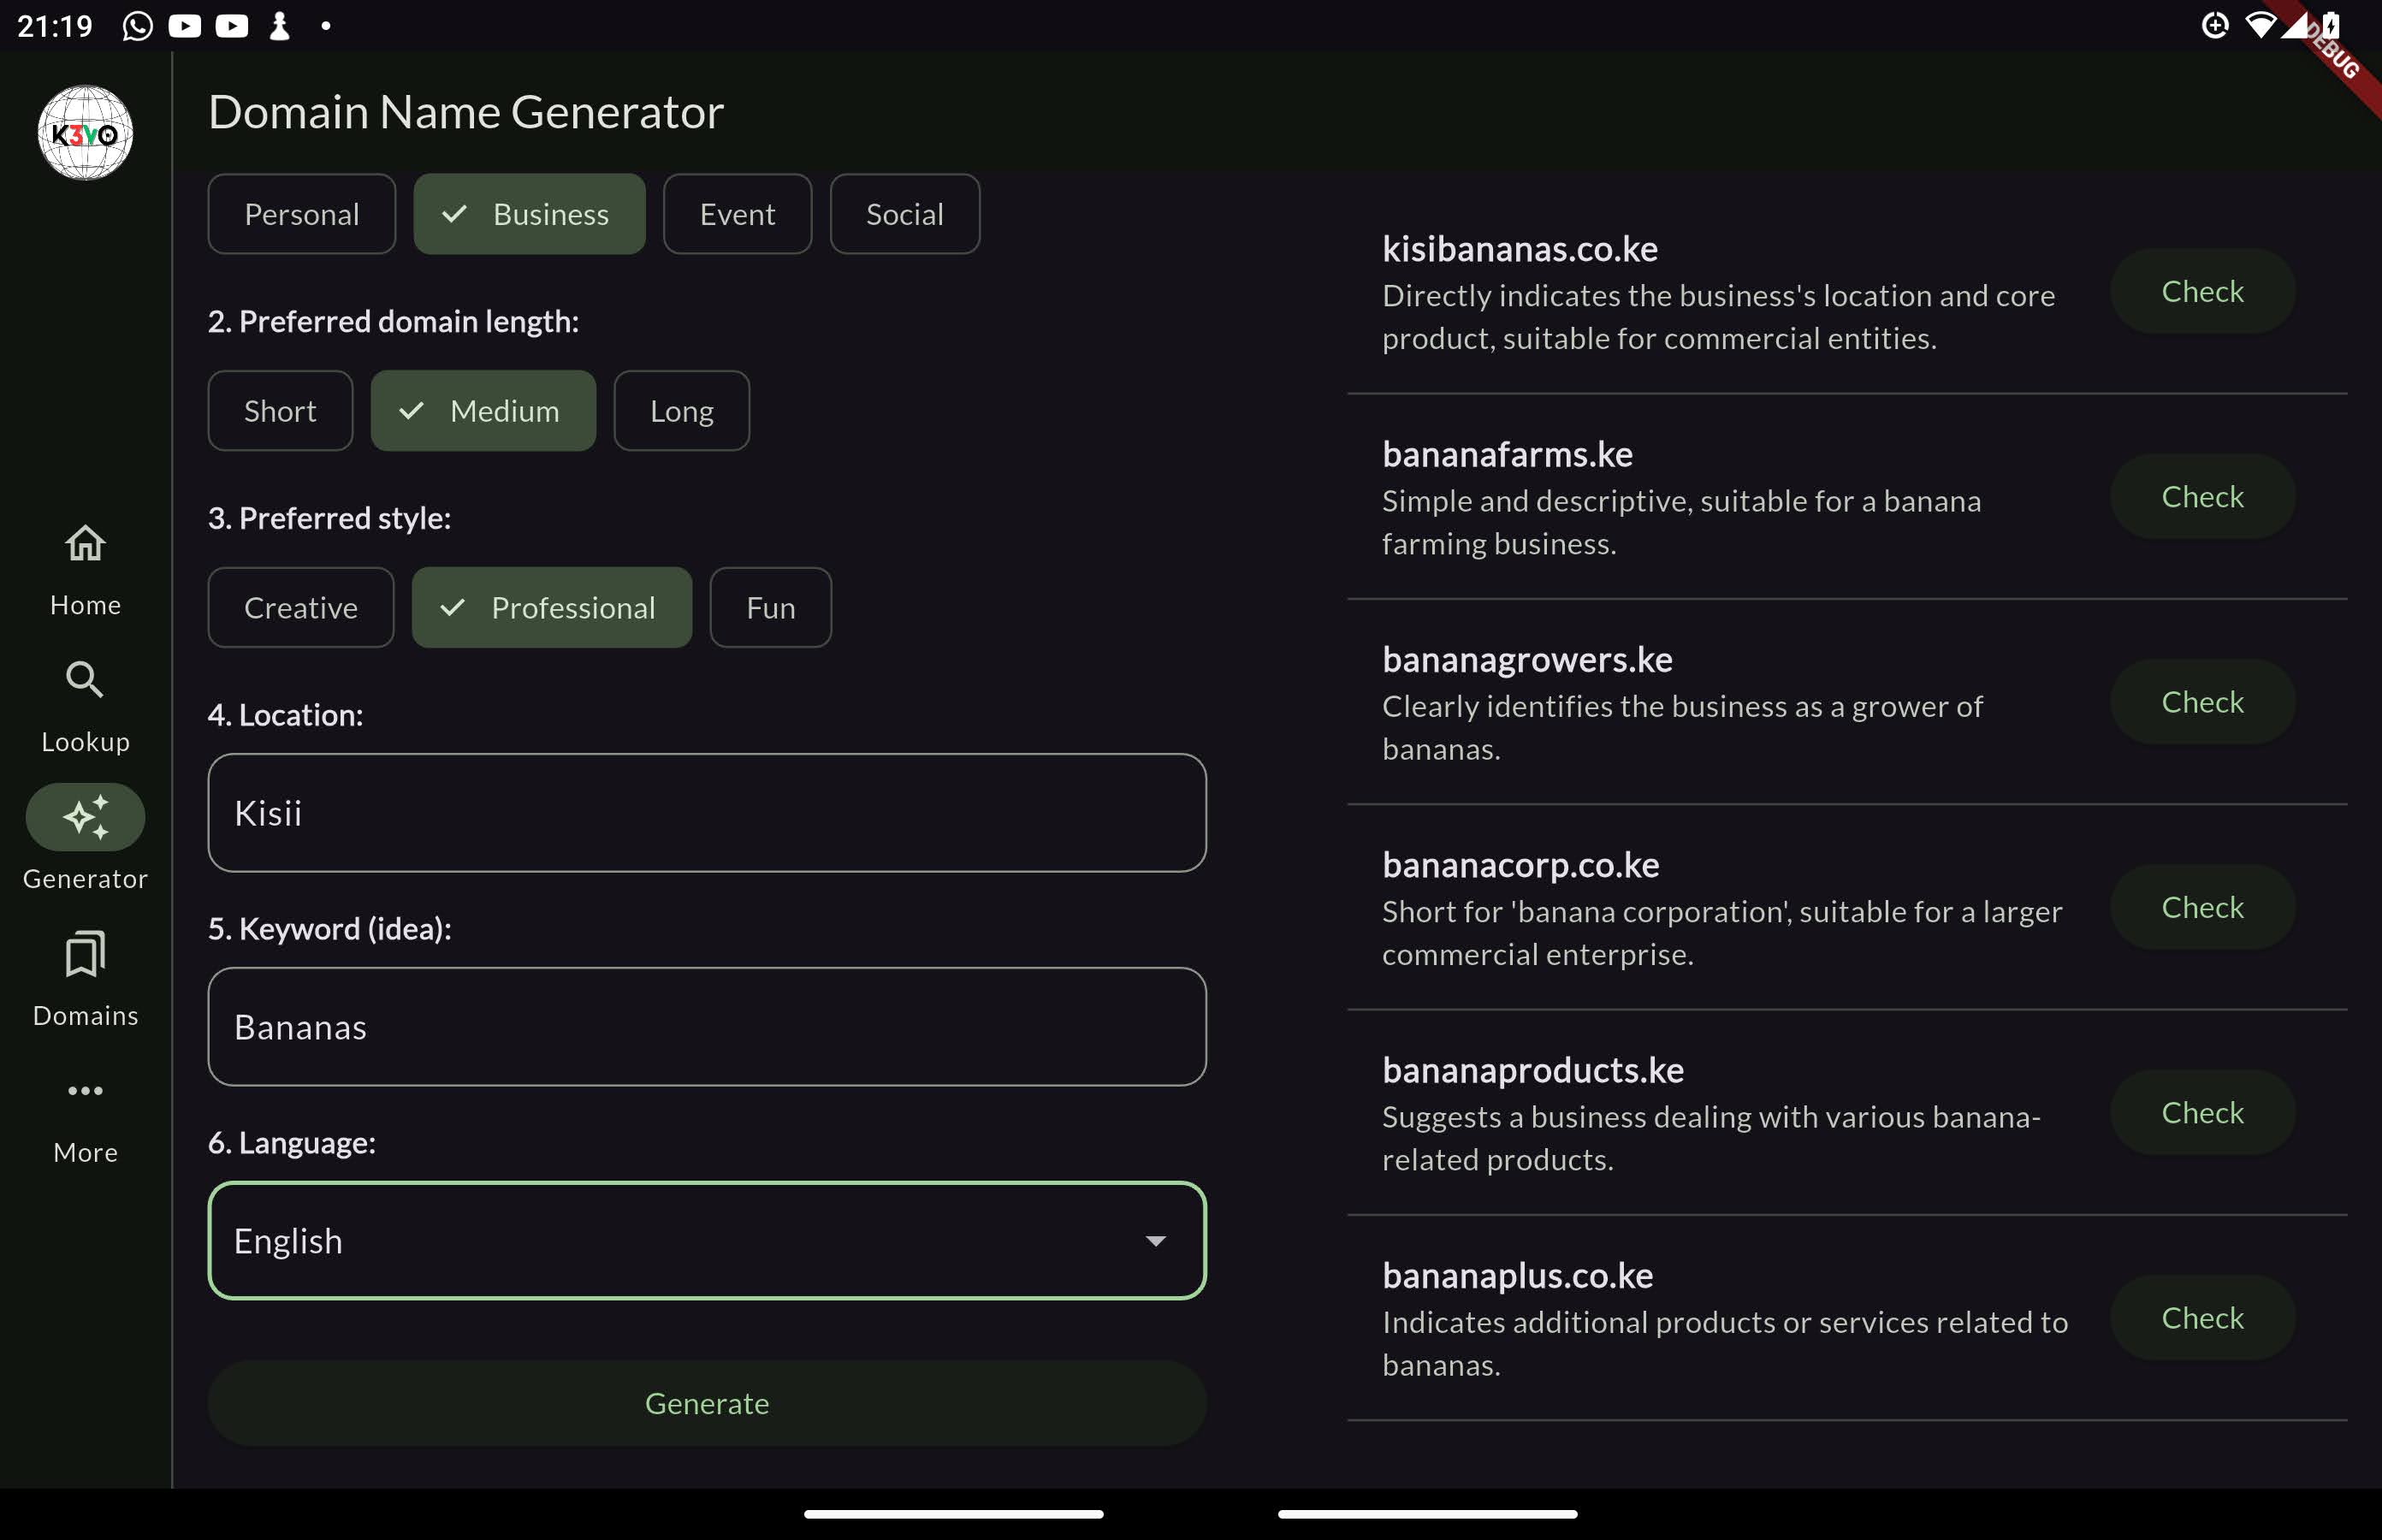 21:19
DEBUG
K3VO
Domain Name Generator
Personal
Business
Event
Social
2. Preferred domain length:
Short
Medium
Long
3. Preferred style:
Creative
Professional
Fun
4. Location:
Kisii
5. Keyword (idea):
Bananas
6. Language:
English
Generate
Home
Lookup
Generator
Domains
More
kisibananas.co.ke
Directly indicates the business's location and core
product, suitable for commercial entities.
Check
bananafarms.ke
Simple and descriptive, suitable for a banana
farming business.
Check
bananagrowers.ke
Clearly identifies the business as a grower of
bananas.
Check
bananacorp.co.ke
Short for 'banana corporation', suitable for a larger
commercial enterprise.
Check
bananaproducts.ke
Suggests a business dealing with various banana-
related products.
Check
bananaplus.co.ke
Indicates additional products or services related to
bananas.
Check